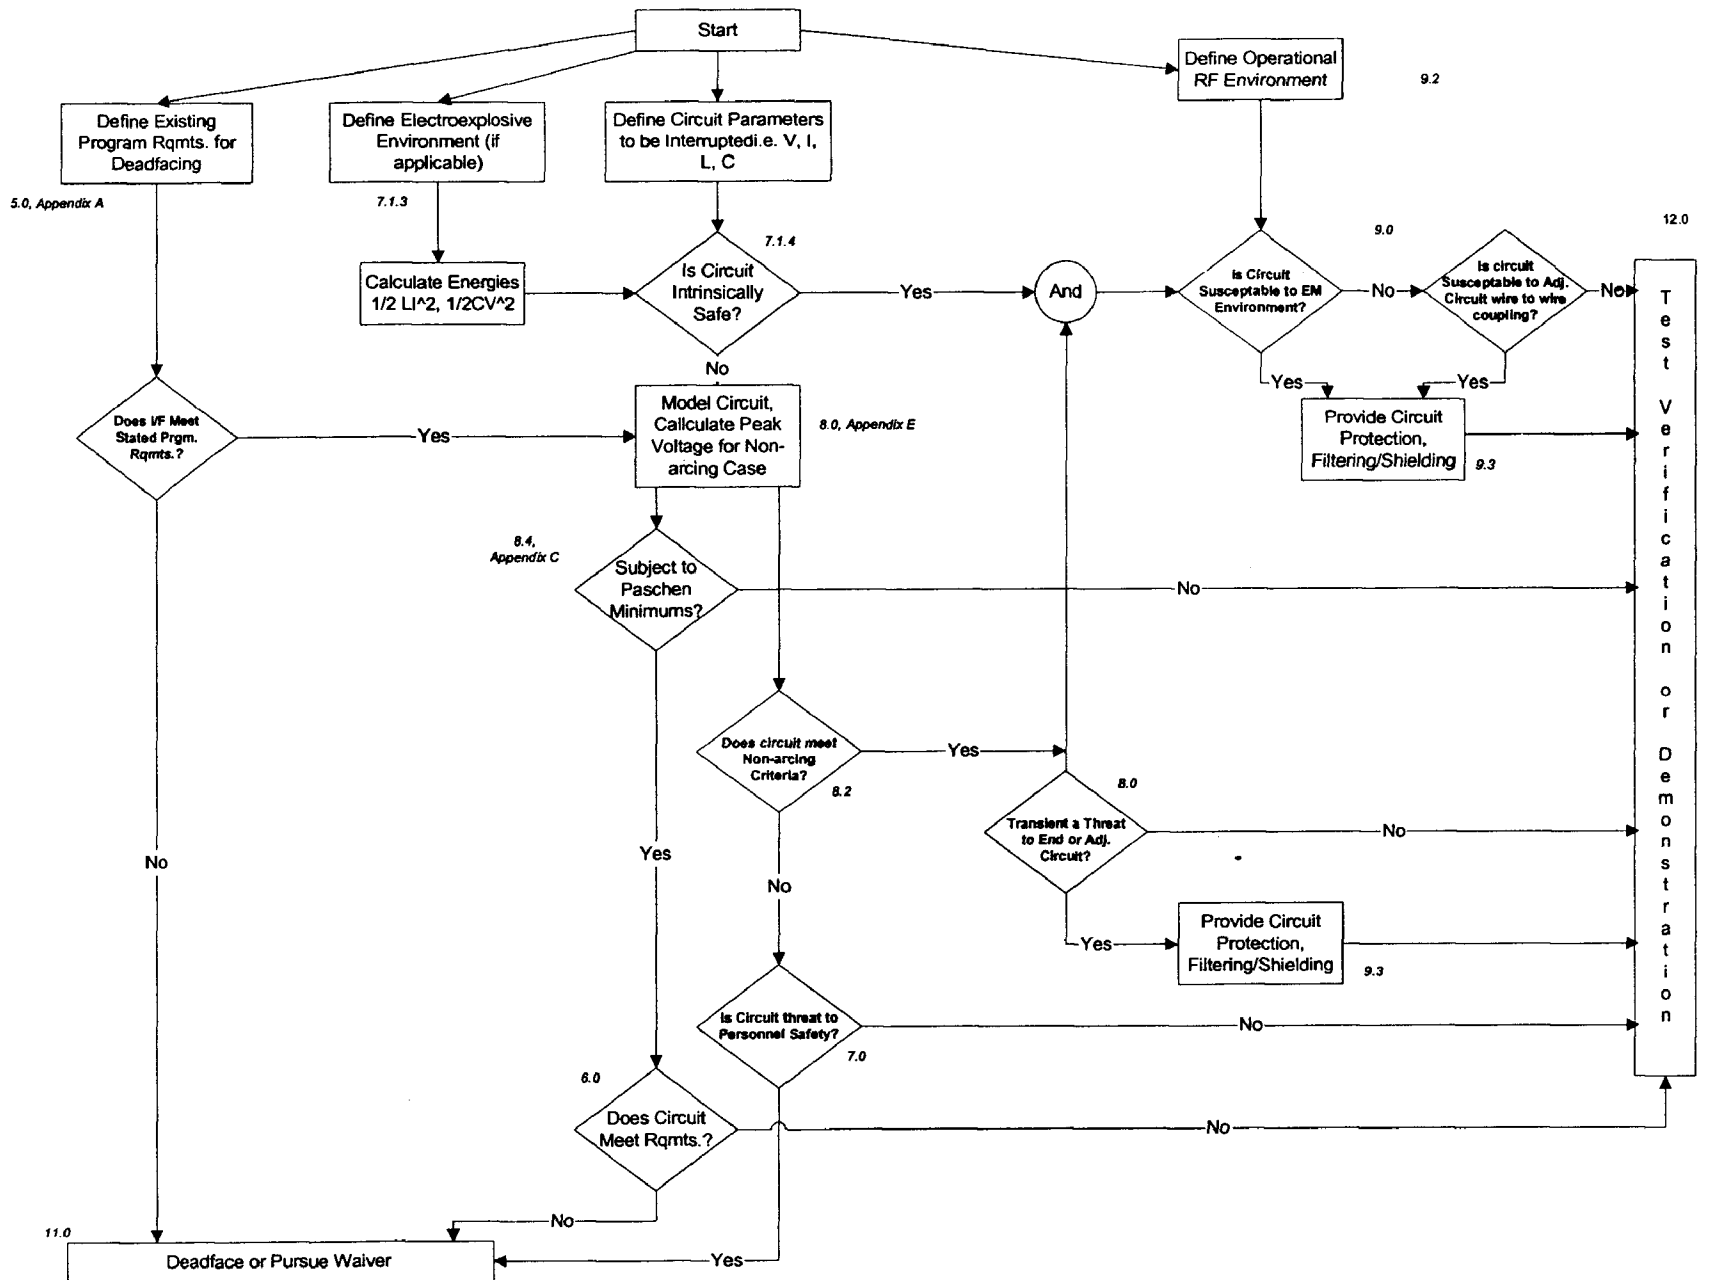 Start
Define Operational
RF Environment
9.2
Define Existing
Program Rqmts. for
Deadfacing
Define Electroexplosive
Environment (if
applicable)
Define Circuit Parameters
to be Interruptedi.e. V, I,
L, C
5.0, Appendix A
7.1.3
7.1.4
9.0
12.0
Calculate Energies
1/2 LI^2, 1/2CV^2
Is Circuit
Intrinsically
Safe?
Yes
And
Is Circuit
Susceptable to EM
Environment?
No
Is circuit
Susceptable to Adj.
Circuit wire to wire
coupling?
No
Test Verification or Demonstration
No
Yes
Yes
Does I/F Meet
Stated Prgm.
Rqmts.?
Yes
Model Circuit,
Callculate Peak
Voltage for Non-
arcing Case
8.0, Appendix E
Provide Circuit
Protection,
Filtering/Shielding
9.3
8.4,
Appendix C
Subject to
Paschen
Minimums?
No
Does circuit meet
Non-arcing
Criteria?
Yes
8.2
8.0
Transient a Threat
to End or Adj.
Circuit?
No
No
Yes
No
Yes
Provide Circuit
Protection,
Filtering/Shielding
9.3
Is Circuit threat to
Personnel Safety?
No
7.0
6.0
Does Circuit
Meet Rqmts.?
No
No
11.0
Deadface or Pursue Waiver
Yes